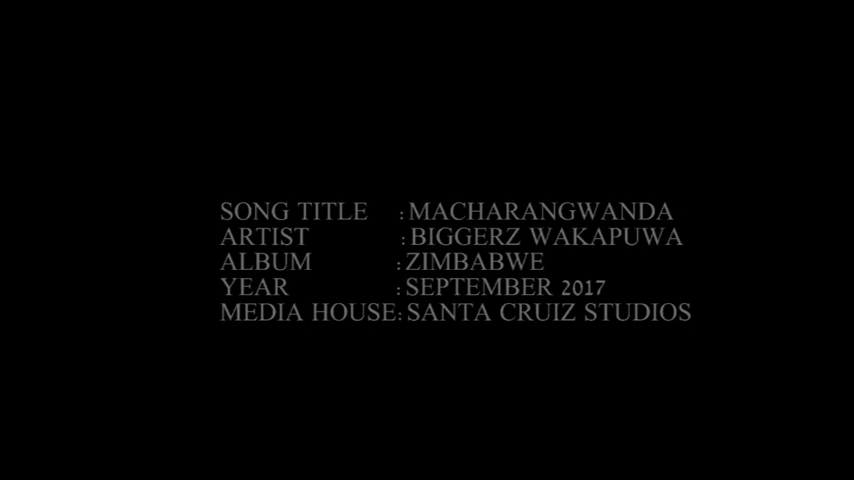 SONG TITLE : MACHARANGWANDA
ARTIST : BIGGERZ WAKAPUWA
ALBUM : ZIMBABWE
YEAR : SEPTEMBER 2017
MEDIA HOUSE: SANTA CRUIZ STUDIOS